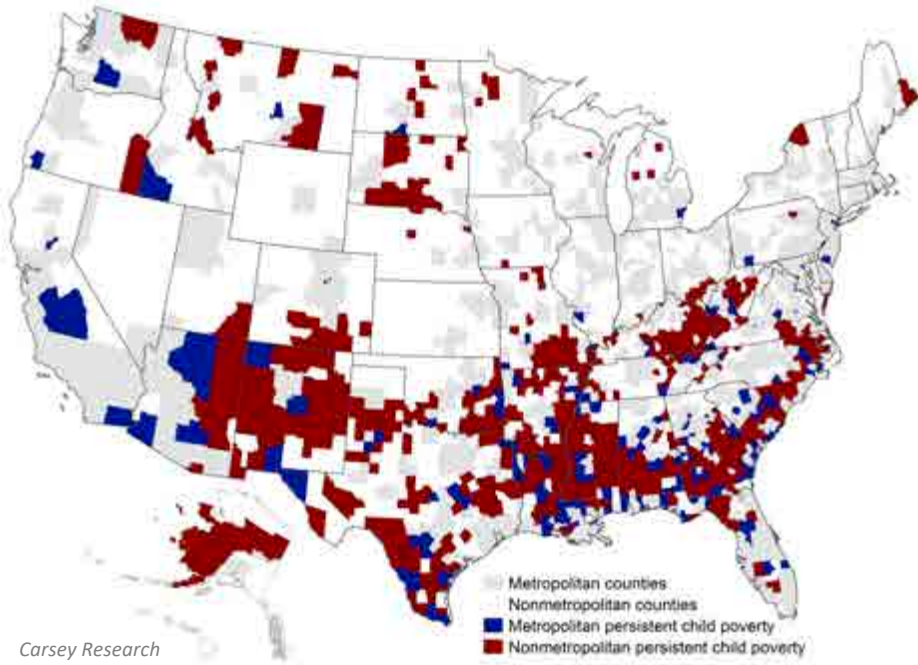 Metropolitan counties
Nonmetropolitan counties
Metropolitan persistent child poverty
Nonmetropolitan persistent child poverty
Carsey Research